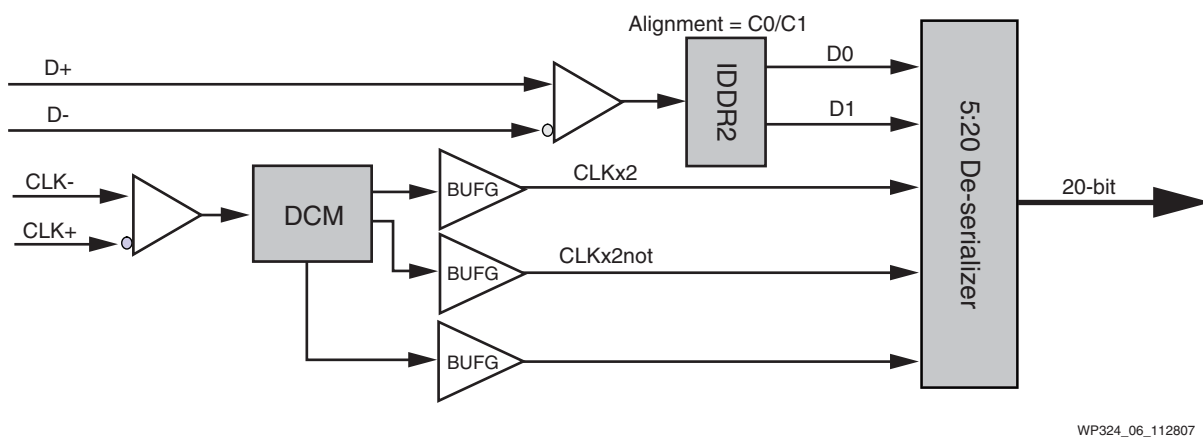 Alignment = C0/C1
D+
D-
IDDR2
D0
D1
5:20 De-serializer
CLK-
CLK+
DCM
BUFG
CLKx2
20-bit
BUFG
CLKx2not
BUFG
WP324_06_112807